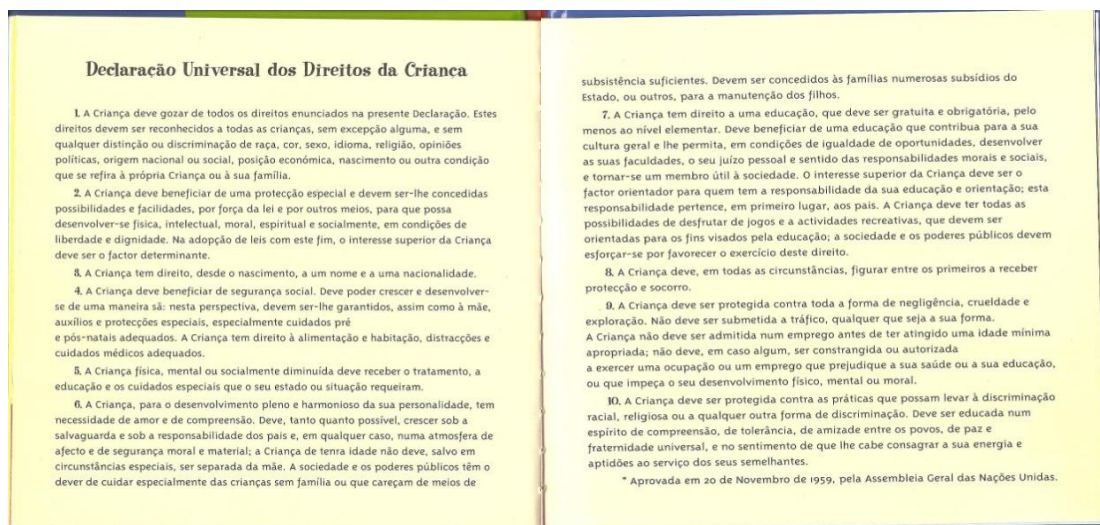 Declaração Universal dos Direitos da Criança
1. A Criança deve gozar de todos os direitos enunciados na presente Declaração. Estes
direitos devem ser reconhecidos a todas as crianças, sem excepção alguma, e sem
qualquer distinção ou discriminação de raça, cor, sexo, idioma, religião, opiniões
políticas, origem nacional ou social, posição económica, nascimento ou outra condição
que se refira à própria Criança ou à sua família.
2. A Criança deve beneficiar de uma protecção especial e devem ser-lhe concedidas
possibilidades e facilidades, por força da lei e por outros meios, para que possa
desenvolver-se física, intelectual, moral, espiritual e socialmente, em condições de
liberdade e dignidade. Na adopção de leis com este fim, o interesse superior da Criança
deve ser o factor determinante.
3. A Criança tem direito, desde o nascimento, a um nome e a uma nacionalidade.
4. A Criança deve beneficiar de segurança social. Deve poder crescer e desenvolver-
se de uma maneira sã: nesta perspectiva, devem ser-lhe garantidos, assim como à mãe,
auxílios e protecções especiais, especialmente cuidados pré
e pós-natais adequados. A Criança tem direito à alimentação e habitação, distracções e
cuidados médicos adequados.
5. A Criança física, mental ou socialmente diminuída deve receber o tratamento, a
educação e os cuidados especiais que o seu estado ou situação requeiram.
6. A Criança, para o desenvolvimento pleno e harmonioso da sua personalidade, tem
necessidade de amor e de compreensão. Deve, tanto quanto possível, crescer sob a
salvaguarda e sob a responsabilidade dos pais e, em qualquer caso, numa atmosfera de
afecto e de segurança moral e material; a Criança de tenra idade não deve, salvo em
circunstâncias especiais, ser separada da mãe. A sociedade e os poderes públicos têm o
dever de cuidar especialmente das crianças sem família ou que careçam de meios de
subsistência suficientes. Devem ser concedidos às famílias numerosas subsídios do
Estado, ou outros, para a manutenção dos filhos.
7. A Criança tem direito a uma educação, que deve ser gratuita e obrigatória, pelo
menos ao nível elementar. Deve beneficiar de uma educação que contribua para a sua
cultura geral e lhe permita, em condições de igualdade de oportunidades, desenvolver
as suas faculdades, o seu juízo pessoal e sentido das responsabilidades morais e sociais,
e tornar-se um membro útil à sociedade. O interesse superior da Criança deve ser o
factor orientador para quem tem a responsabilidade da sua educação e orientação; esta
responsabilidade pertence, em primeiro lugar, aos pais. A Criança deve ter todas as
possibilidades de desfrutar de jogos e a actividades recreativas, que devem ser
orientadas para os fins visados pela educação; a sociedade e os poderes públicos devem
esforçar-se por favorecer o exercício deste direito.
8. A Criança deve, em todas as circunstâncias, figurar entre os primeiros a receber
protecção e socorro.
9. A Criança deve ser protegida contra toda a forma de negligência, crueldade e
exploração. Não deve ser submetida a tráfico, qualquer que seja a sua forma.
A Criança não deve ser admitida num emprego antes de ter atingido uma idade mínima
apropriada; não deve, em caso algum, ser constrangida ou autorizada
a exercer uma ocupação ou um emprego que prejudique a sua saúde ou a sua educação,
ou que impeça o seu desenvolvimento físico, mental ou moral.
10. A Criança deve ser protegida contra as práticas que possam levar à discriminação
racial, religiosa ou a qualquer outra forma de discriminação. Deve ser educada num
espírito de compreensão, de tolerância, de amizade entre os povos, de paz e
fraternidade universal, e no sentimento de que lhe cabe consagrar a sua energia e
aptidões ao serviço dos seus semelhantes.
* Aprovada em 20 de Novembro de 1959, pela Assembleia Geral das Nações Unidas.